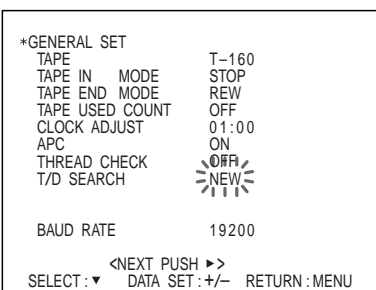 *GENERAL SET
TAPE T-160
TAPE IN MODE STOP
TAPE END MODE REW
TAPE USED COUNT OFF
CLOCK ADJUST 01:00
APC ON
THREAD CHECK OFF
T/D SEARCH NEW
BAUD RATE 19200
<NEXT PUSH ►>
SELECT:▼ DATA SET:+/– RETURN:MENU